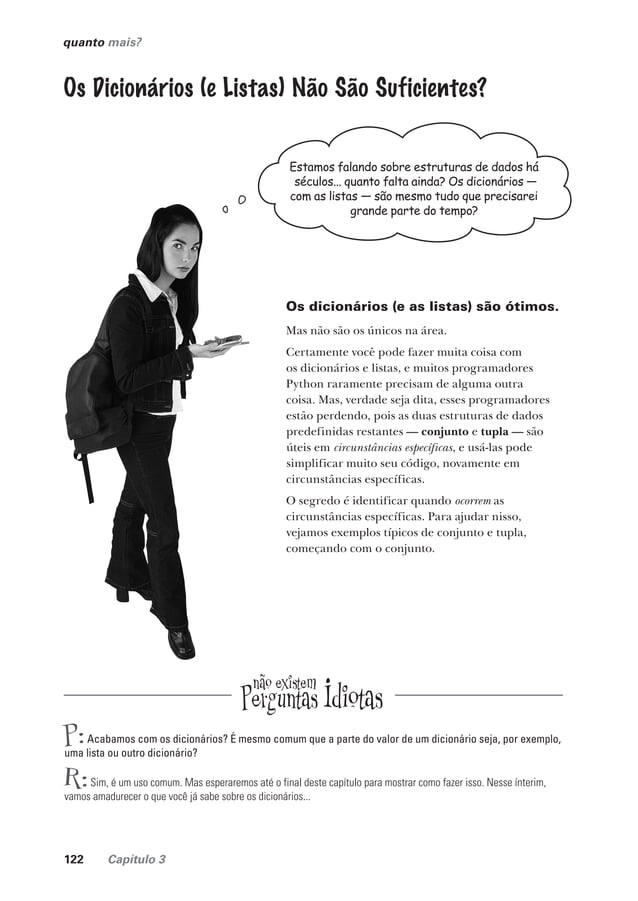 quanto mais?
Os Dicionários (e Listas) Não São Suficientes?
Estamos falando sobre estruturas de dados há
séculos... quanto falta ainda? Os dicionários —
com as listas — são mesmo tudo que precisarei
grande parte do tempo?
Os dicionários (e as listas) são ótimos.
Mas não são os únicos na área.
Certamente você pode fazer muita coisa com
os dicionários e listas, e muitos programadores
Python raramente precisam de alguma outra
coisa. Mas, verdade seja dita, esses programadores
estão perdendo, pois as duas estruturas de dados
predefinidas restantes — conjunto e tupla — são
úteis em circunstâncias específicas, e usá-las pode
simplificar muito seu código, novamente em
circunstâncias específicas.
O segredo é identificar quando ocorrem as
circunstâncias específicas. Para ajudar nisso,
vejamos exemplos típicos de conjunto e tupla,
começando com o conjunto.
não existem
Perguntas Idiotas
P: Acabamos com os dicionários? É mesmo comum que a parte do valor de um dicionário seja, por exemplo,
uma lista ou outro dicionário?
R: Sim, é um uso comum. Mas esperaremos até o final deste capítulo para mostrar como fazer isso. Nesse ínterim,
vamos amadurecer o que você já sabe sobre os dicionários...
122 Capítulo 3